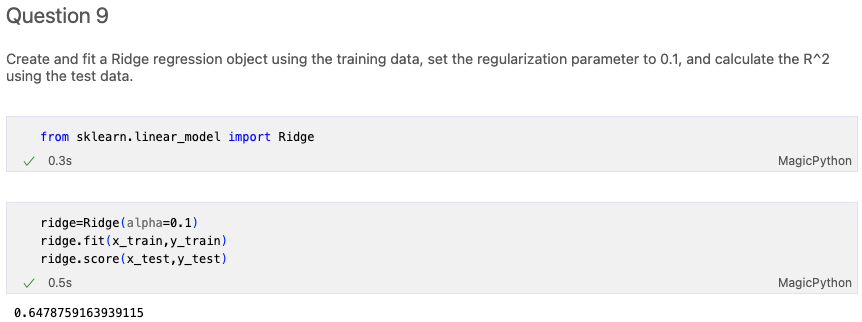 Question 9
Create and fit a Ridge regression object using the training data, set the regularization parameter to 0.1, and calculate the R^2
using the test data.
from sklearn.linear_model import Ridge
✓ 0.3s MagicPython
ridge=Ridge(alpha=0.1)
ridge.fit(x_train,y_train)
ridge.score(x_test,y_test)
✓ 0.5s MagicPython
0.6478759163939115